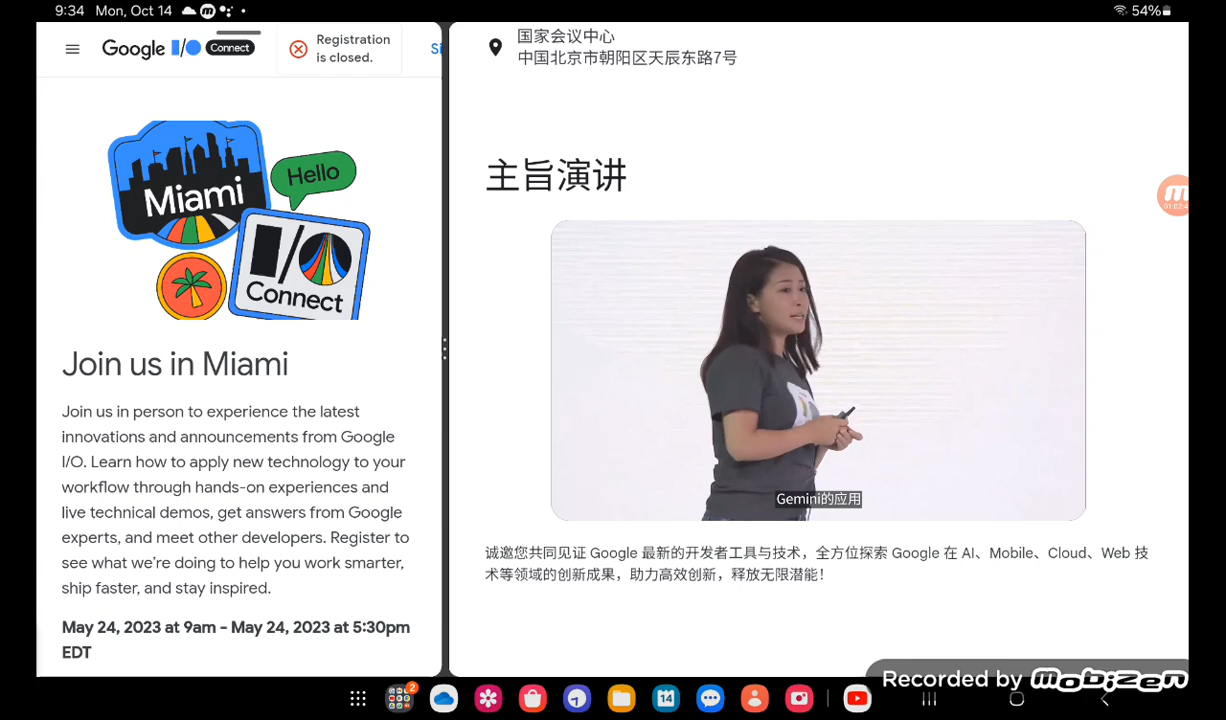 9:34 Mon, Oct 14
54%
Google I/O Connect
Registration
is closed.
Si
Miami
Hello
I/O
Connect
Join us in Miami
Join us in person to experience the latest
innovations and announcements from Google
I/O. Learn how to apply new technology to your
workflow through hands-on experiences and
live technical demos, get answers from Google
experts, and meet other developers. Register to
see what we're doing to help you work smarter,
ship faster, and stay inspired.
May 24, 2023 at 9am - May 24, 2023 at 5:30pm
EDT
国家会议中心
中国北京市朝阳区天辰东路7号
主旨演讲
Gemini的应用
诚邀您共同见证 Google 最新的开发者工具与技术，全方位探索 Google 在 AI、Mobile、Cloud、Web 技
术等领域的创新成果，助力高效创新，释放无限潜能！
Recorded by mobizen
2
14